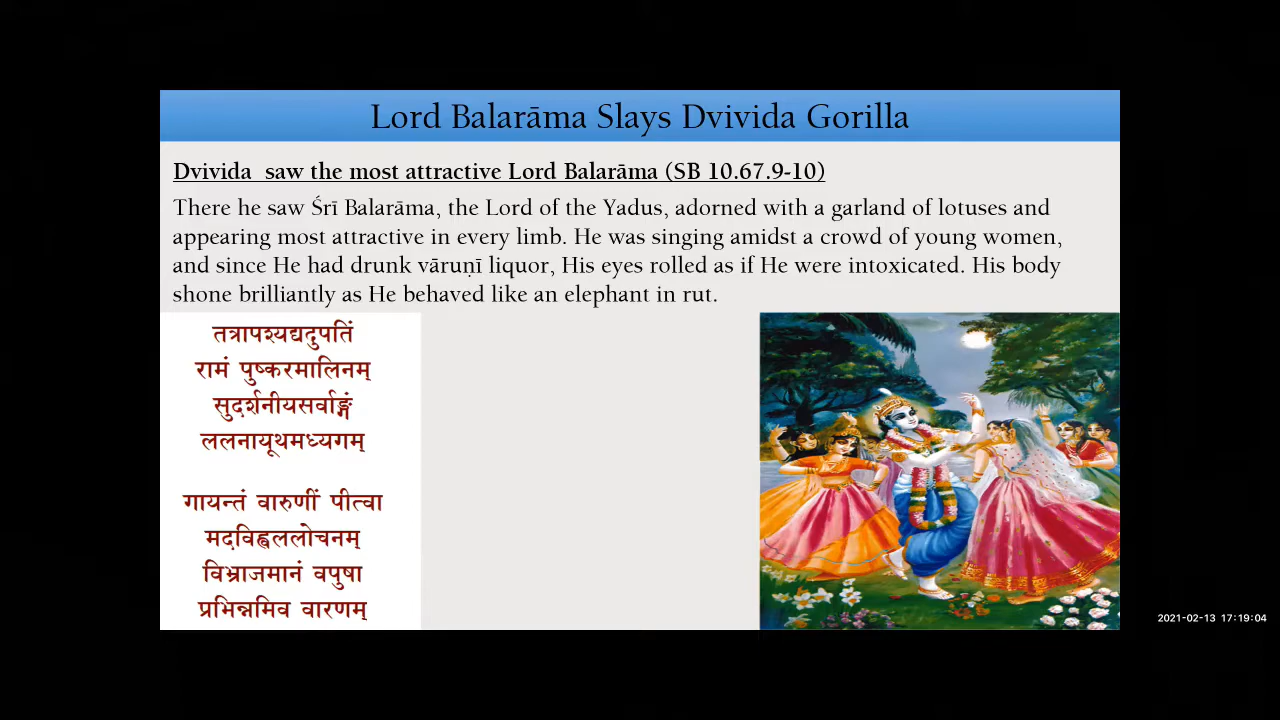 Lord Balarāma Slays Dvivida Gorilla
Dvivida  saw the most attractive Lord Balarāma (SB 10.67.9-10)
There he saw Śrī Balarāma, the Lord of the Yadus, adorned with a garland of lotuses and
appearing most attractive in every limb. He was singing amidst a crowd of young women,
and since He had drunk vāruṇī liquor, His eyes rolled as if He were intoxicated. His body
shone brilliantly as He behaved like an elephant in rut.
तत्रापश्यद्यदुपतिं
रामं पुष्करमालिनम्
सुदर्शनीयसर्वाङ्गं
ललनायूथमध्यगम्
गायन्तं वारुणीं पीत्वा
मदविह्वललोचनम्
विभ्राजमानं वपुषा
प्रभिन्नमिव वारणम्
2021-02-13 17:19:04